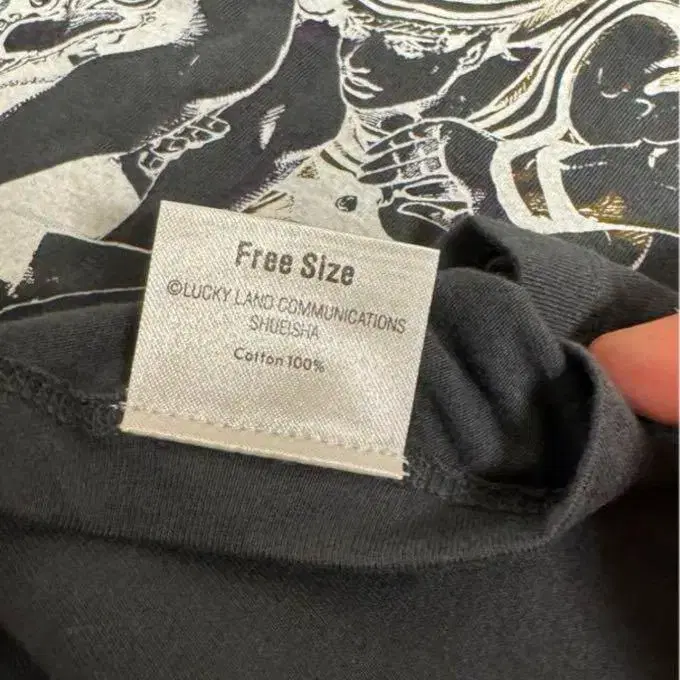 Free Size
©LUCKY LAND COMMUNICATIONS
SHUEISHA
Cotton 100%